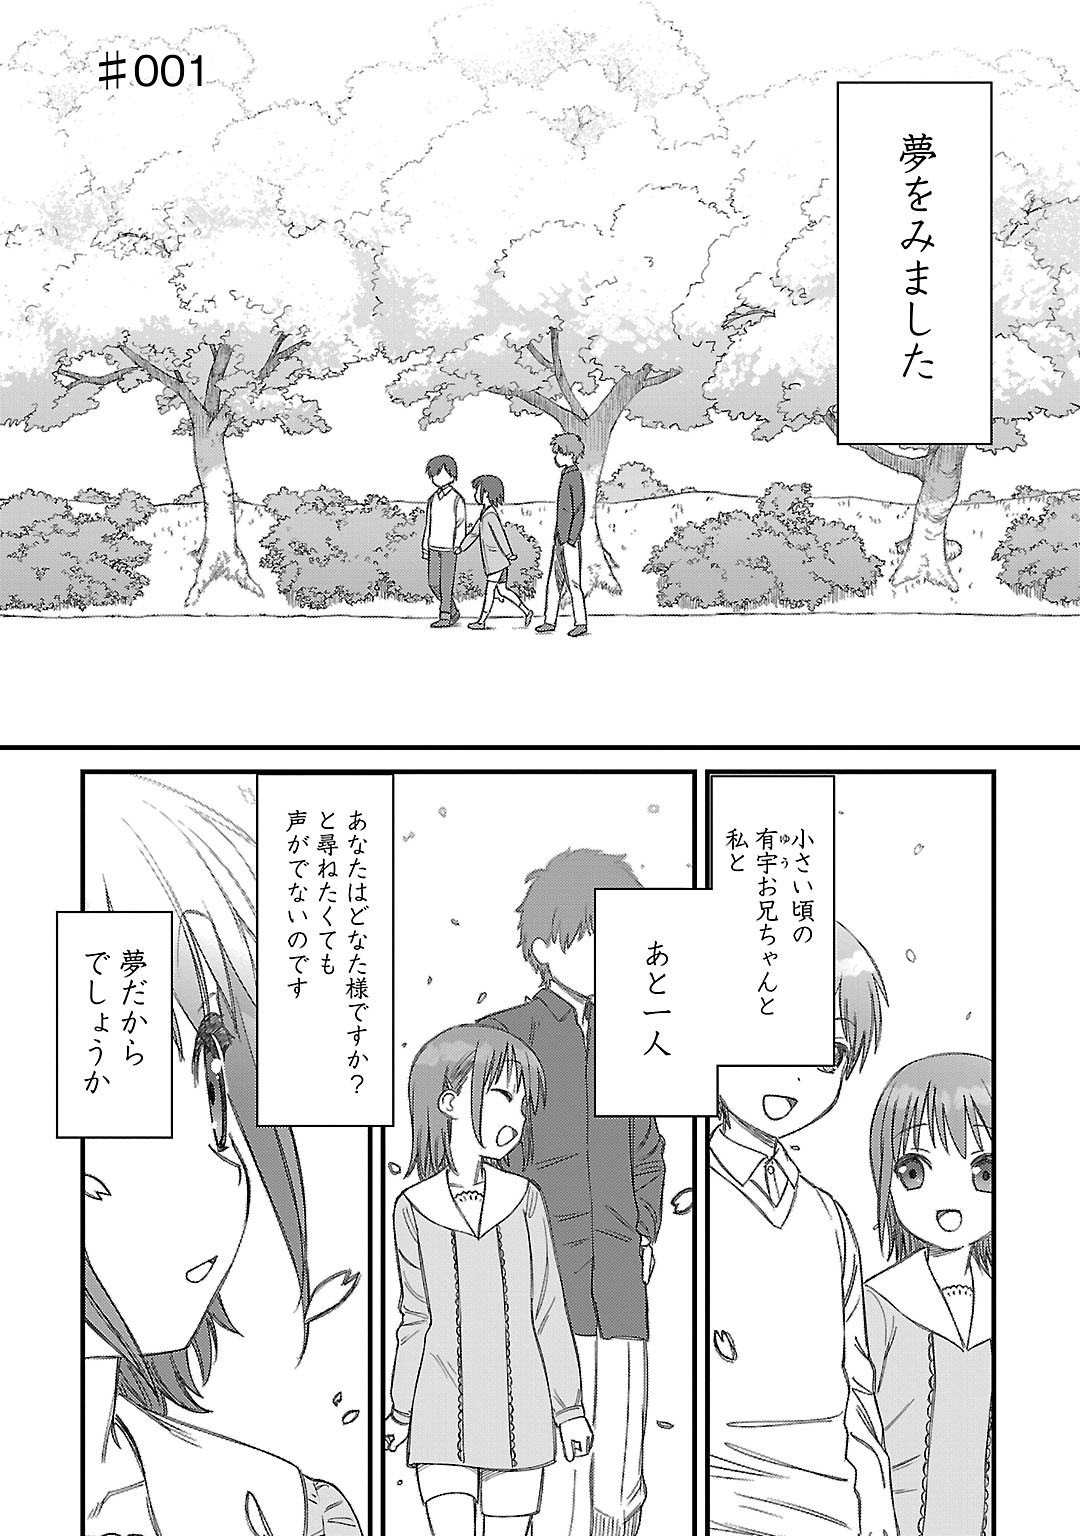 #001
夢をみました
小さい頃の
有宇お兄ちゃんと
ゆう
私と
あと一人
あなたはどなた様ですか?
と尋ねたくても
声がでないのです
夢だから
でしょうか